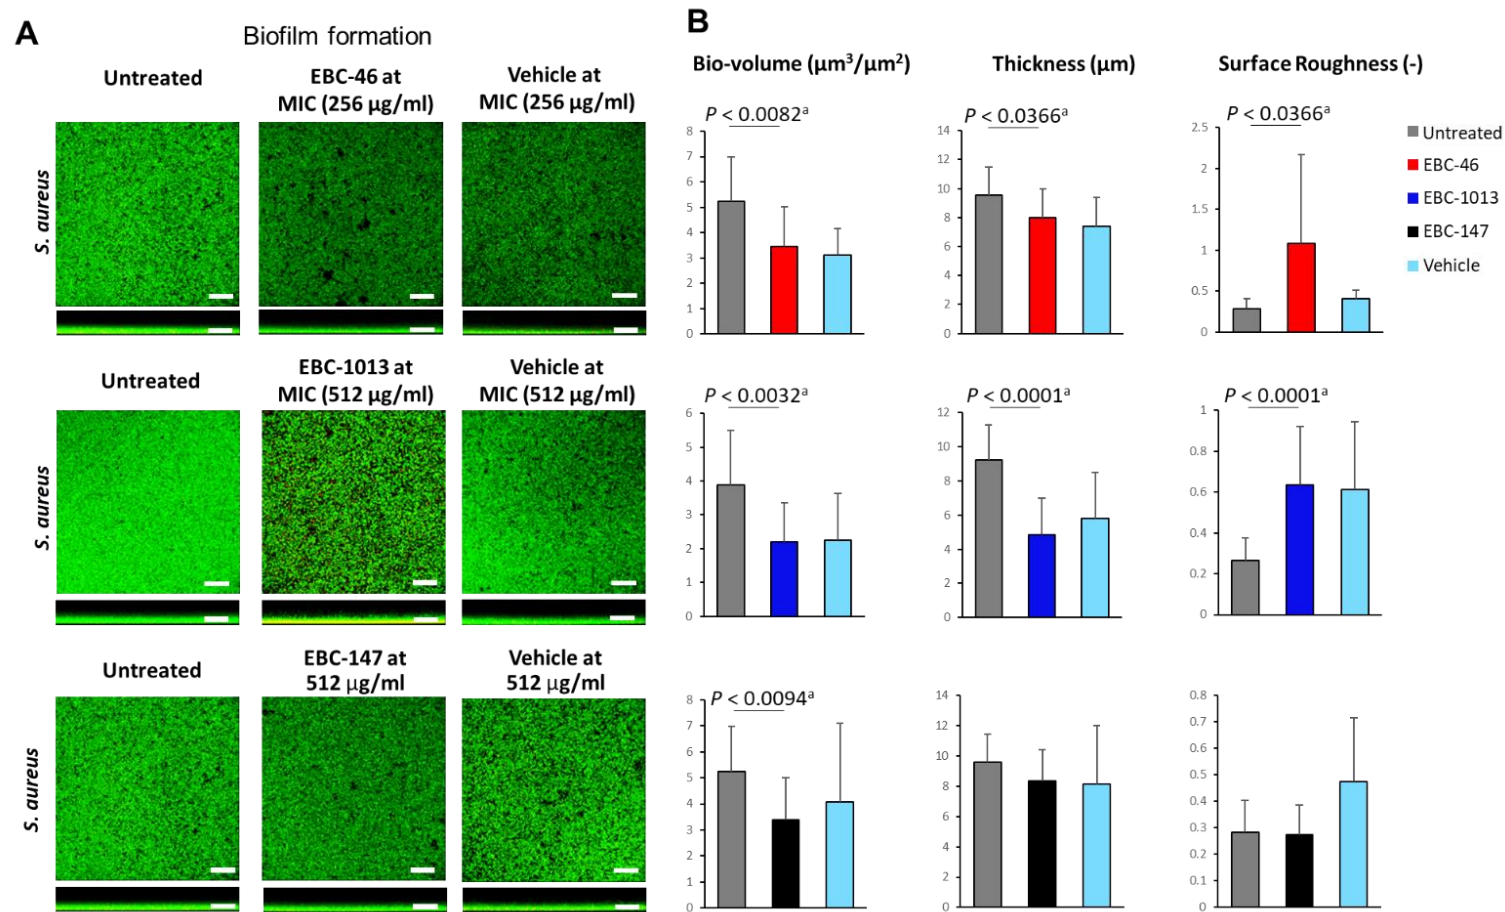 A
Biofilm formation
Untreated
EBC-46 at
MIC (256 µg/ml)
Vehicle at
MIC (256 µg/ml)
S. aureus
Untreated
EBC-1013 at
MIC (512 µg/ml)
Vehicle at
MIC (512 µg/ml)
S. aureus
Untreated
EBC-147 at
512 µg/ml
Vehicle at
512 µg/ml
S. aureus
B
Bio-volume (µm³/µm²)
Thickness (µm)
Surface Roughness (-)
P < 0.0082ᵃ
8
7
6
5
4
3
2
1
0
P < 0.0366ᵃ
14
12
10
8
6
4
2
0
P < 0.0366ᵃ
2.5
2
1.5
1
0.5
0
Untreated
EBC-46
EBC-1013
EBC-147
Vehicle
P < 0.0032ᵃ
6
5
4
3
2
1
0
P < 0.0001ᵃ
12
10
8
6
4
2
0
P < 0.0001ᵃ
1
0.8
0.6
0.4
0.2
0
P < 0.0094ᵃ
8
7
6
5
4
3
2
1
0
14
12
10
8
6
4
2
0
0.8
0.7
0.6
0.5
0.4
0.3
0.2
0.1
0